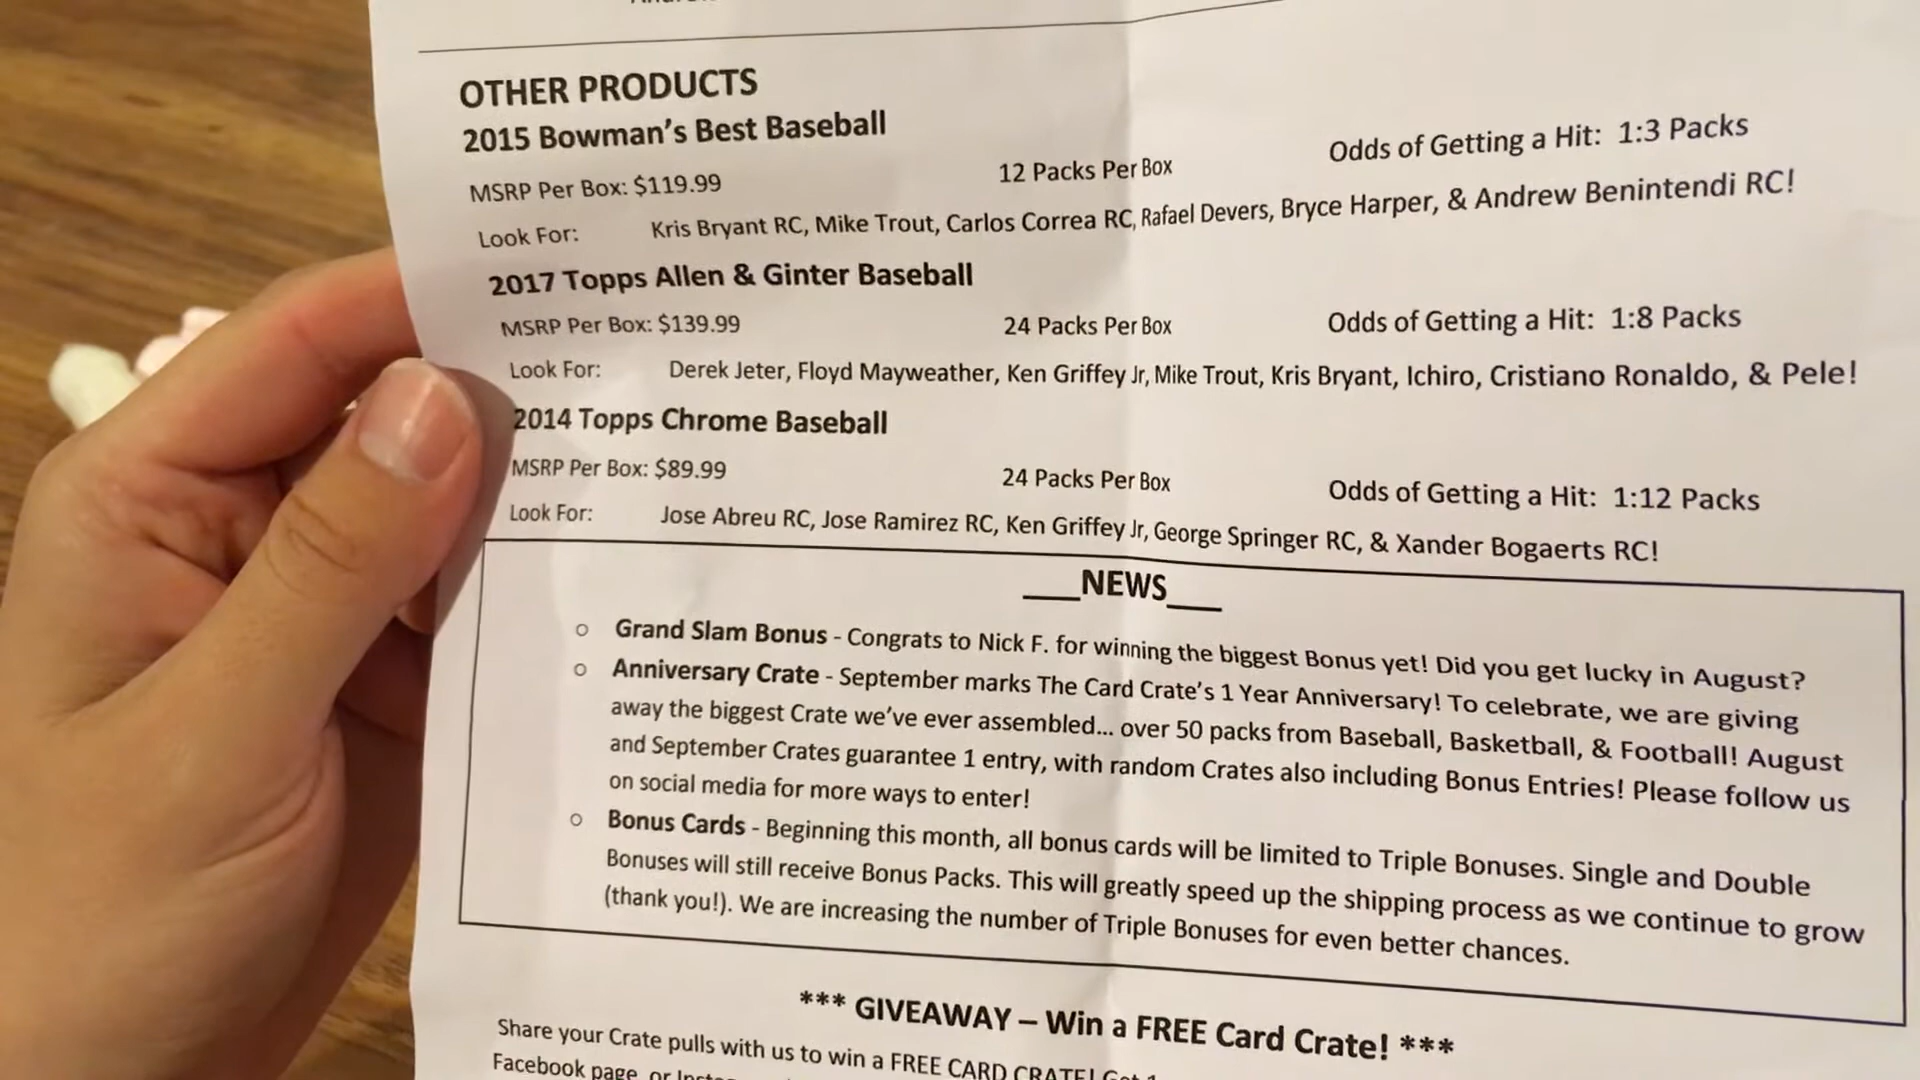 OTHER PRODUCTS
2015 Bowman's Best Baseball
MSRP Per Box: $119.99 12 Packs Per Box Odds of Getting a Hit: 1:3 Packs
Look For: Kris Bryant RC, Mike Trout, Carlos Correa RC, Rafael Devers, Bryce Harper, & Andrew Benintendi RC!
2017 Topps Allen & Ginter Baseball
MSRP Per Box: $139.99 24 Packs Per Box Odds of Getting a Hit: 1:8 Packs
Look For: Derek Jeter, Floyd Mayweather, Ken Griffey Jr, Mike Trout, Kris Bryant, Ichiro, Cristiano Ronaldo, & Pele!
2014 Topps Chrome Baseball
MSRP Per Box: $89.99 24 Packs Per Box Odds of Getting a Hit: 1:12 Packs
Look For: Jose Abreu RC, Jose Ramirez RC, Ken Griffey Jr, George Springer RC, & Xander Bogaerts RC!
___NEWS___
○ Grand Slam Bonus - Congrats to Nick F. for winning the biggest Bonus yet! Did you get lucky in August?
○ Anniversary Crate - September marks The Card Crate's 1 Year Anniversary! To celebrate, we are giving
away the biggest Crate we've ever assembled... over 50 packs from Baseball, Basketball, & Football! August
and September Crates guarantee 1 entry, with random Crates also including Bonus Entries! Please follow us
on social media for more ways to enter!
○ Bonus Cards - Beginning this month, all bonus cards will be limited to Triple Bonuses. Single and Double
Bonuses will still receive Bonus Packs. This will greatly speed up the shipping process as we continue to grow
(thank you!). We are increasing the number of Triple Bonuses for even better chances.
*** GIVEAWAY – Win a FREE Card Crate! ***
Share your Crate pulls with us to win a FREE CARD CRATE! Get 1
Facebook page, or